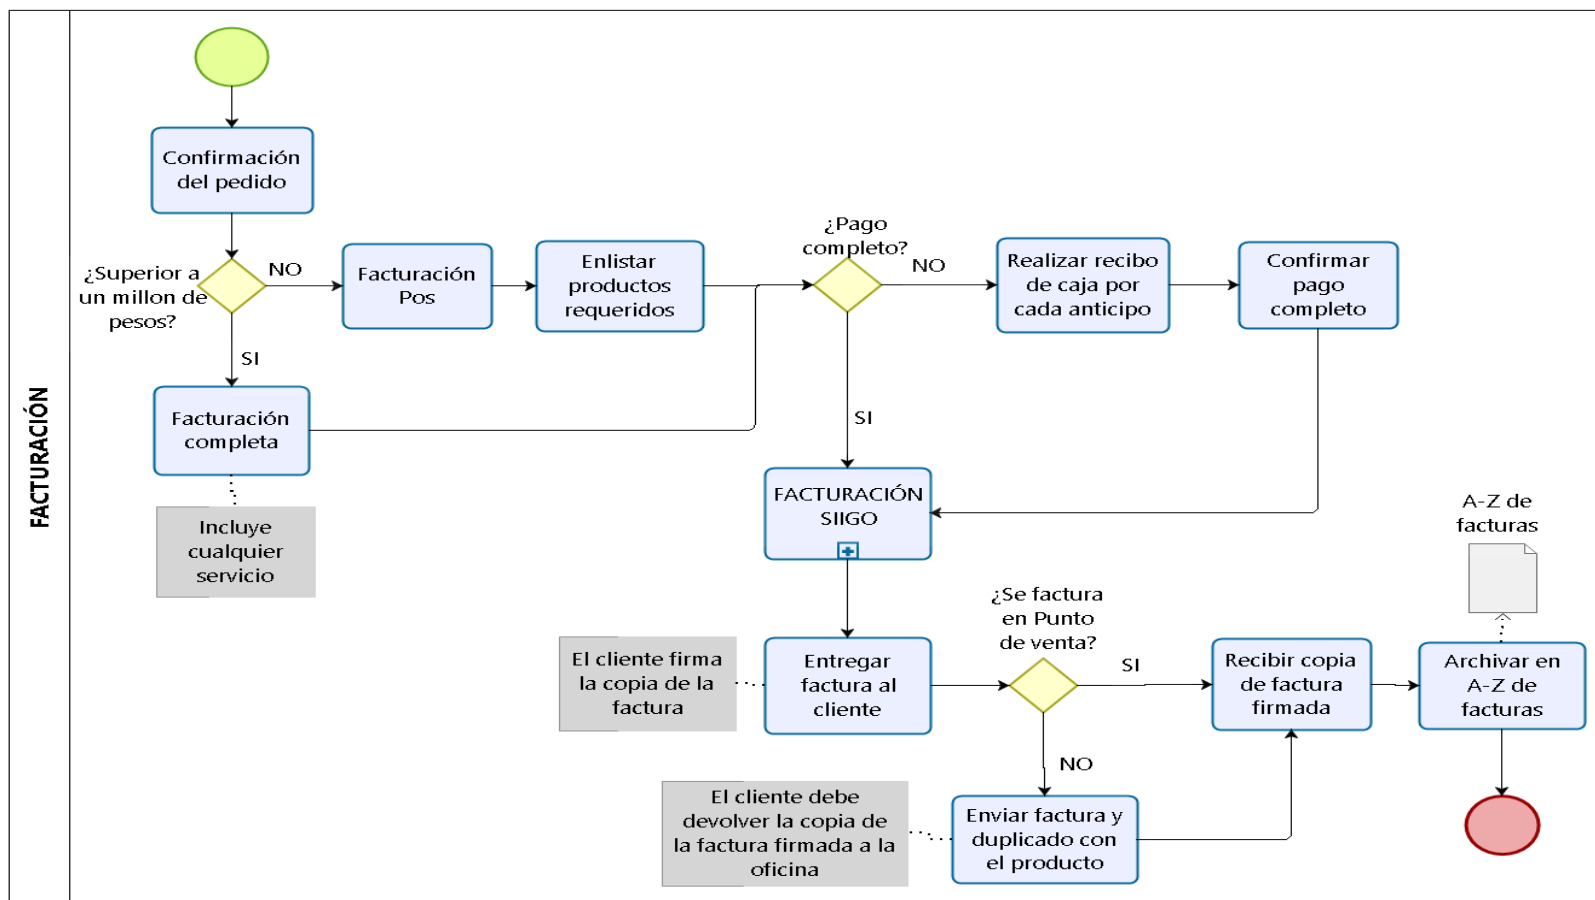 FACTURACIÓN
Confirmación
del pedido
¿Superior a
un millon de
pesos?
NO
SI
Facturación
Pos
Enlistar
productos
requeridos
¿Pago
completo?
NO
SI
Realizar recibo
de caja por
cada anticipo
Confirmar
pago
completo
Facturación
completa
Incluye
cualquier
servicio
FACTURACIÓN
SIIGO
A-Z de
facturas
El cliente firma
la copia de la
factura
Entregar
factura al
cliente
¿Se factura
en Punto
de venta?
SI
NO
Recibir copia
de factura
firmada
Archivar en
A-Z de
facturas
El cliente debe
devolver la copia de
la factura firmada a la
oficina
Enviar factura y
duplicado con
el producto